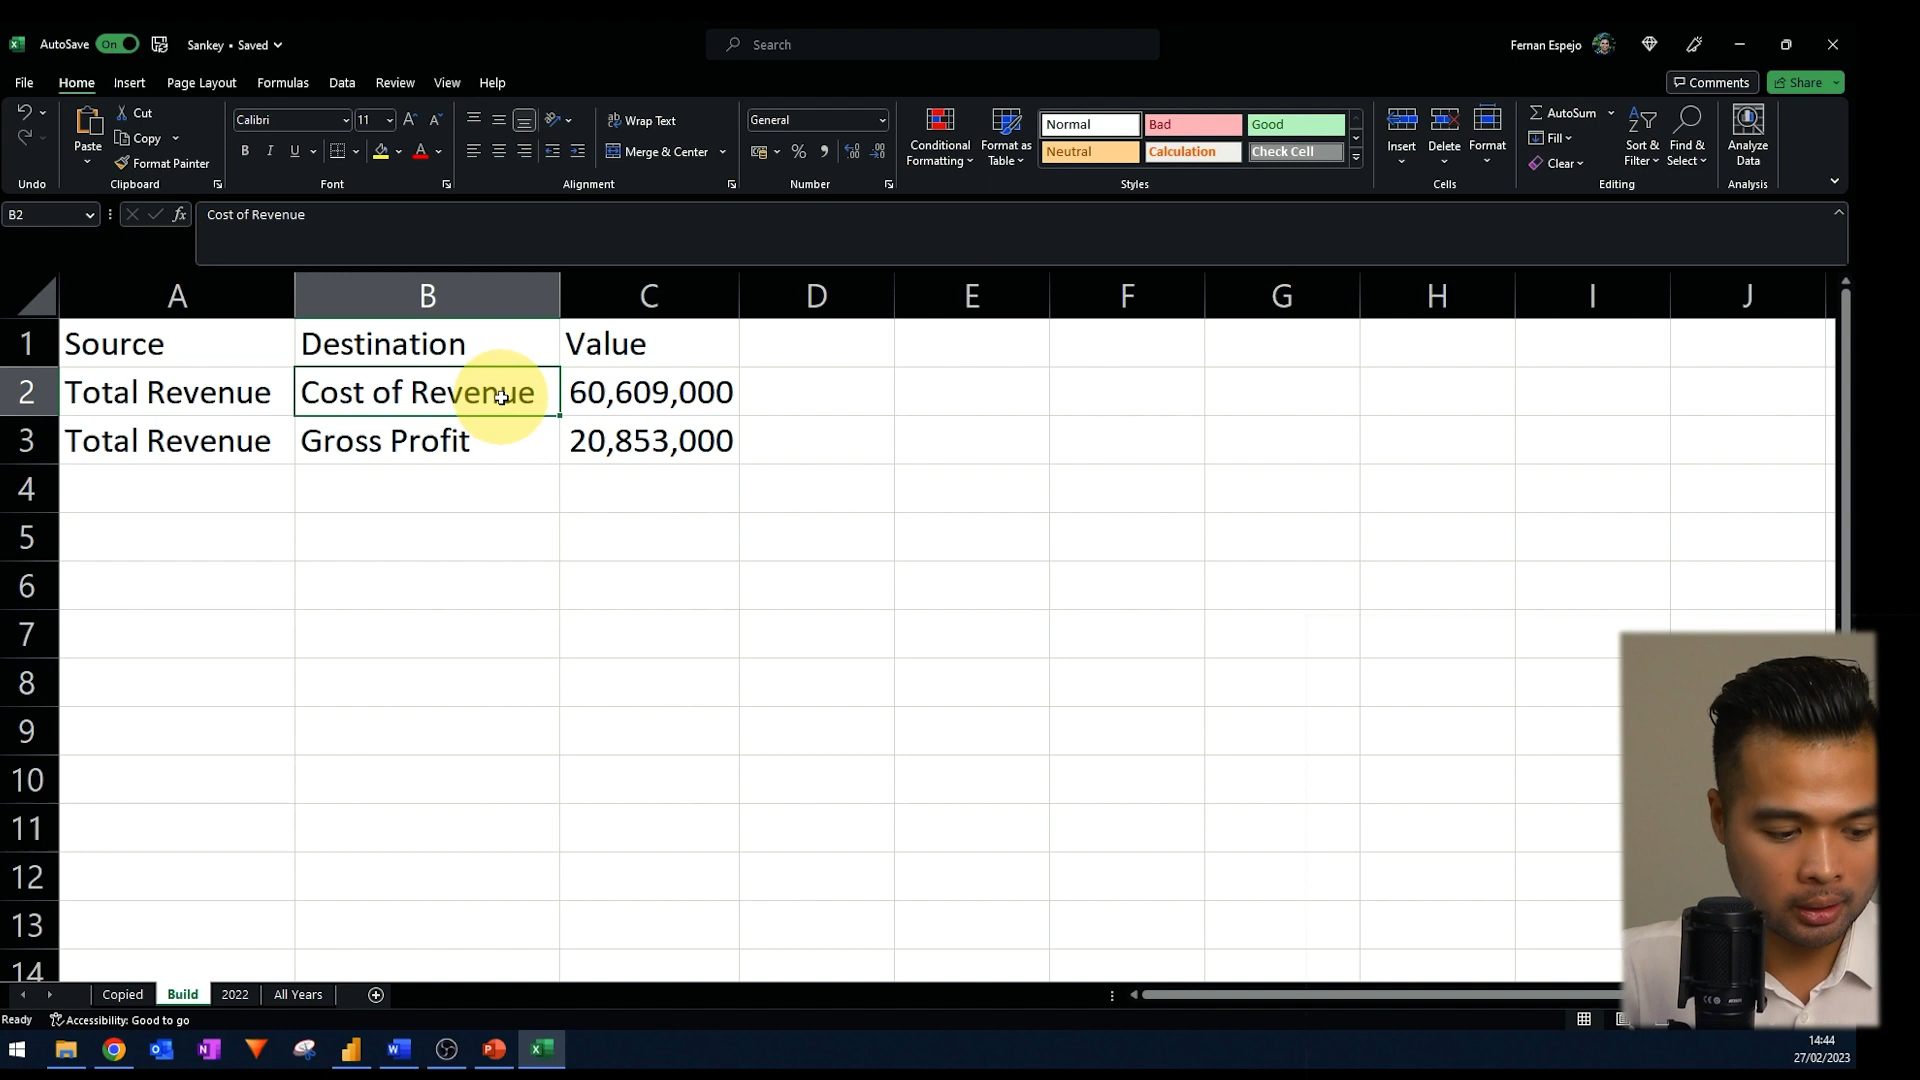 AutoSave On Sankey • Saved Search Fernan Espejo
File Home Insert Page Layout Formulas Data Review View Help Comments Share
Paste Cut Copy Format Painter
Calibri 11 A A
B I U A
ab Wrap Text
Merge & Center
General
% ,
Conditional Formatting
Format as Table
Normal Bad Good
Neutral Calculation Check Cell
Insert Delete Format
AutoSum
Fill
Clear
Sort & Filter
Find & Select
Analyze Data
Undo Clipboard Font Alignment Number Styles Cells Editing Analysis
B2 fx Cost of Revenue
A B C D E F G H I J
1 Source Destination Value
2 Total Revenue Cost of Revenue 60,609,000
3 Total Revenue Gross Profit 20,853,000
4
5
6
7
8
9
10
11
12
13
14
Copied Build 2022 All Years
Ready Accessibility: Good to go
14:44
27/02/2023